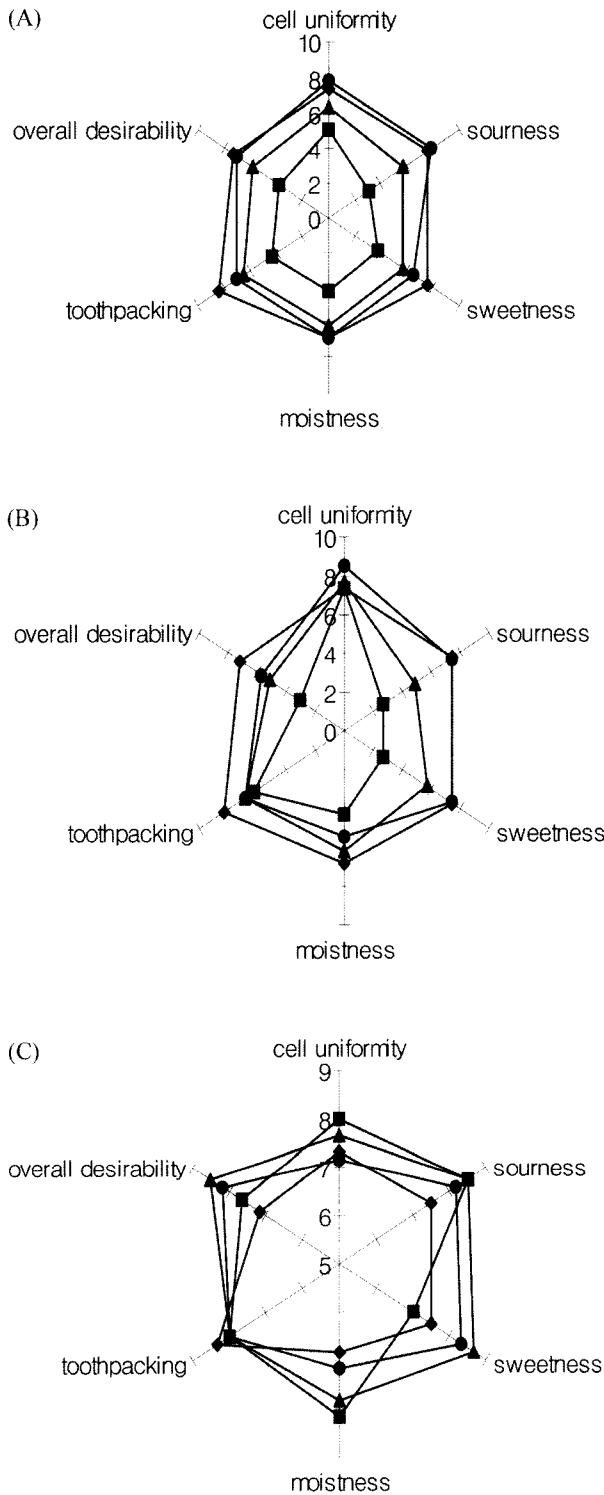 (A)
cell uniformity
10
8
6
4
2
0
overall desirability
sourness
toothpacking
sweetness
moistness
(B)
cell uniformity
10
8
6
4
2
0
overall desirability
sourness
toothpacking
sweetness
moistness
(C)
cell uniformity
9
8
7
6
5
overall desirability
sourness
toothpacking
sweetness
moistness